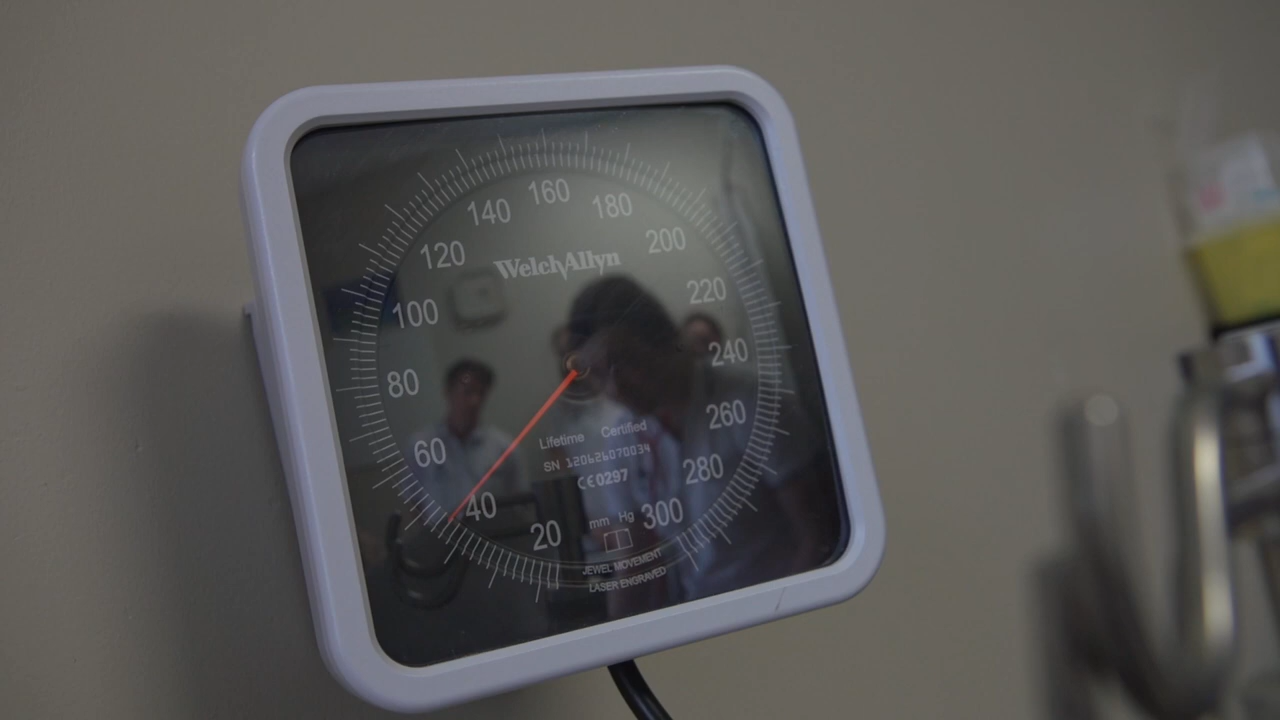 160
140
180
120
200
WelchAllyn
220
100
240
80
260
Lifetime Certified
60
SN 120626070034
280
CE0297
40
300
mm Hg
20
JEWEL MOVEMENT
LASER ENGRAVED